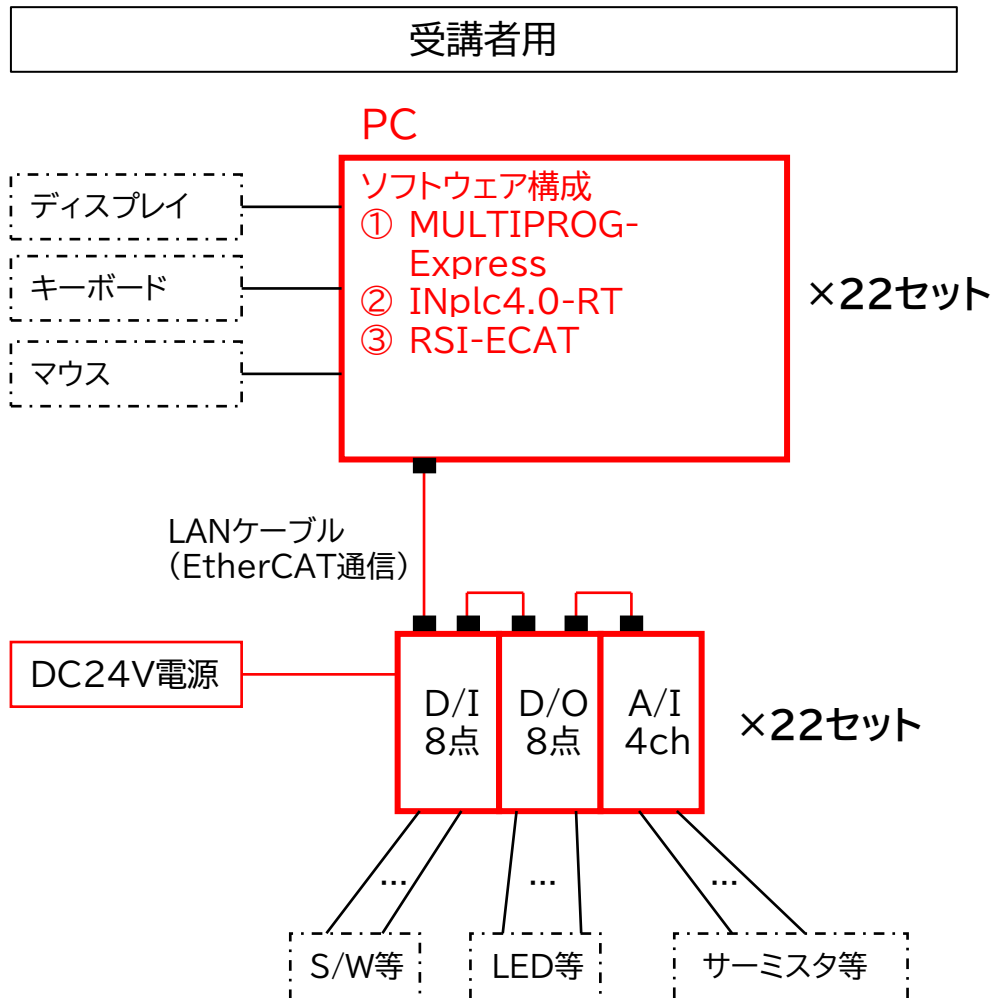 受講者用
PC
ディスプレイ
キーボード
マウス
ソフトウェア構成
① MULTIPROG-
Express
② INplc4.0-RT
③ RSI-ECAT
×22セット
LANケーブル
（EtherCAT通信）
DC24V電源
D/I
8点
D/O
8点
A/I
4ch
×22セット
...
...
...
S/W等
LED等
サーミスタ等